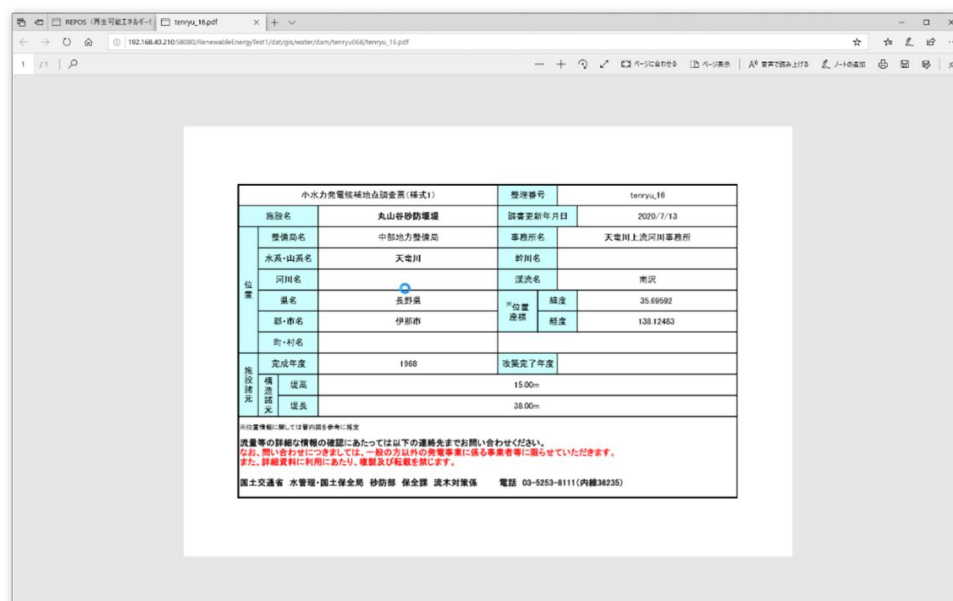 REPOS（再生可能エネルギー
tenryu_16.pdf
192.168.40.210:58080/RenewableEnergyTest1/dat/gis/water/dam/tenryu068/tenryu_16.pdf
1 /1 ページに合わせる ページ表示 音声で読み上げる ノートの追加
小水力発電候補地点調査票(様式1) 整理番号 tenryu_16
施設名 丸山谷砂防堰堤 調書更新年月日 2020/7/13
位置 整備局名 中部地方整備局 事務所名 天竜川上流河川事務所
水系・山系名 天竜川 幹川名
河川名 渓流名 南沢
県名 長野県 ※位置座標 経度 35.69592
郡・市名 伊那市 経度 138.12483
町・村名
施設諸元 完成年度 1968 改築完了年度
構造諸元 堤高 15.00m
堤長 38.00m
※位置情報に関しては管内図を参考に推定
流量等の詳細な情報の確認にあたっては以下の連絡先までお問い合わせください。
なお、問い合わせにつきましては、一般の方以外の発電事業に係る事業者等に限らせていただきます。
また、詳細資料に利用にあたり、複製及び転載を禁じます。
国土交通省 水管理・国土保全局 砂防部 保全課 流木対策係 電話 03-5253-8111(内線36235)